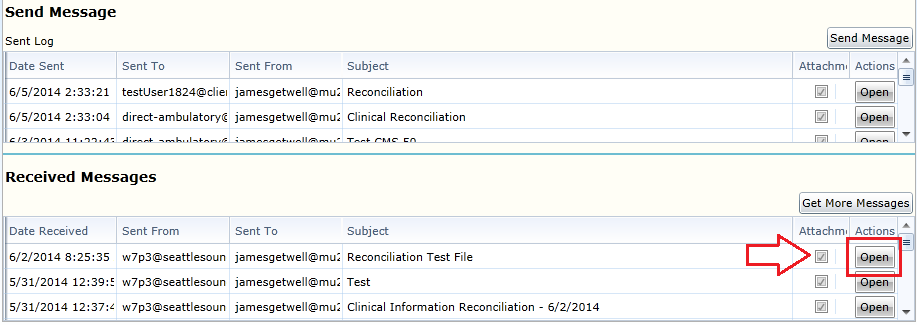 Send Message
Sent Log
Send Message
Date Sent Sent To Sent From Subject Attachme Actions
6/5/2014 2:33:21 testUser1824@clie jamesgetwell@mu2 Reconciliation Open
6/5/2014 2:33:04 direct-ambulatory@ jamesgetwell@mu2 Clinical Reconciliation Open
6/3/2014 11:22:43 direct-ambulatory@ jamesgetwell@mu2 Test CMS 50 Open
Received Messages
Get More Messages
Date Received Sent From Sent To Subject Attachme Actions
6/2/2014 8:25:35 w7p3@seattlesoun jamesgetwell@mu2 Reconciliation Test File Open
5/31/2014 12:39:5 w7p3@seattlesoun jamesgetwell@mu2 Test Open
5/31/2014 12:37:4 w7p3@seattlesoun jamesgetwell@mu2 Clinical Information Reconciliation - 6/2/2014 Open